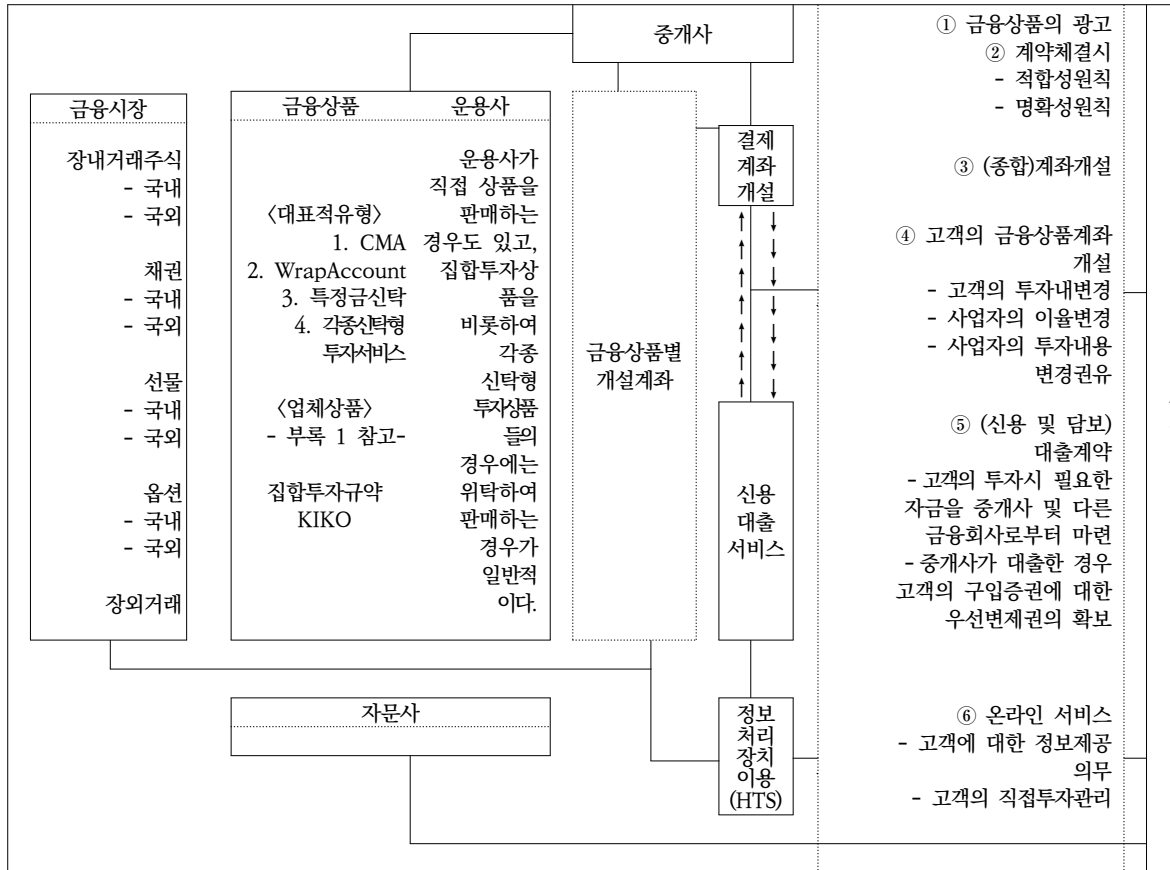 중개사
금융시장
장내거래주식
- 국내
- 국외
채권
- 국내
- 국외
선물
- 국내
- 국외
옵션
- 국내
- 국외
장외거래
금융상품
〈대표적유형〉
1. CMA
2. WrapAccount
3. 특정금신탁
4. 각종신탁형
투자서비스
〈업체상품〉
- 부록 1 참고-
집합투자규약
KIKO
운용사
운용사가
직접 상품을
판매하는
경우도 있고,
집합투자상
품을
비롯하여
각종
신탁형
투자상품
들의
경우에는
위탁하여
판매하는
경우가
일반적
이다.
금융상품별
개설계좌
결제
계좌
개설
신용
대출
서비스
자문사
정보
처리
장치
이용
(HTS)
① 금융상품의 광고
② 계약체결시
- 적합성원칙
- 명확성원칙
③ (종합)계좌개설
④ 고객의 금융상품계좌
개설
- 고객의 투자내변경
- 사업자의 이율변경
- 사업자의 투자내용
변경권유
⑤ (신용 및 담보)
대출계약
- 고객의 투자시 필요한
자금을 중개사 및 다른
금융회사로부터 마련
- 중개사가 대출한 경우
고객의 구입증권에 대한
우선변제권의 확보
⑥ 온라인 서비스
- 고객에 대한 정보제공
의무
- 고객의 직접투자관리